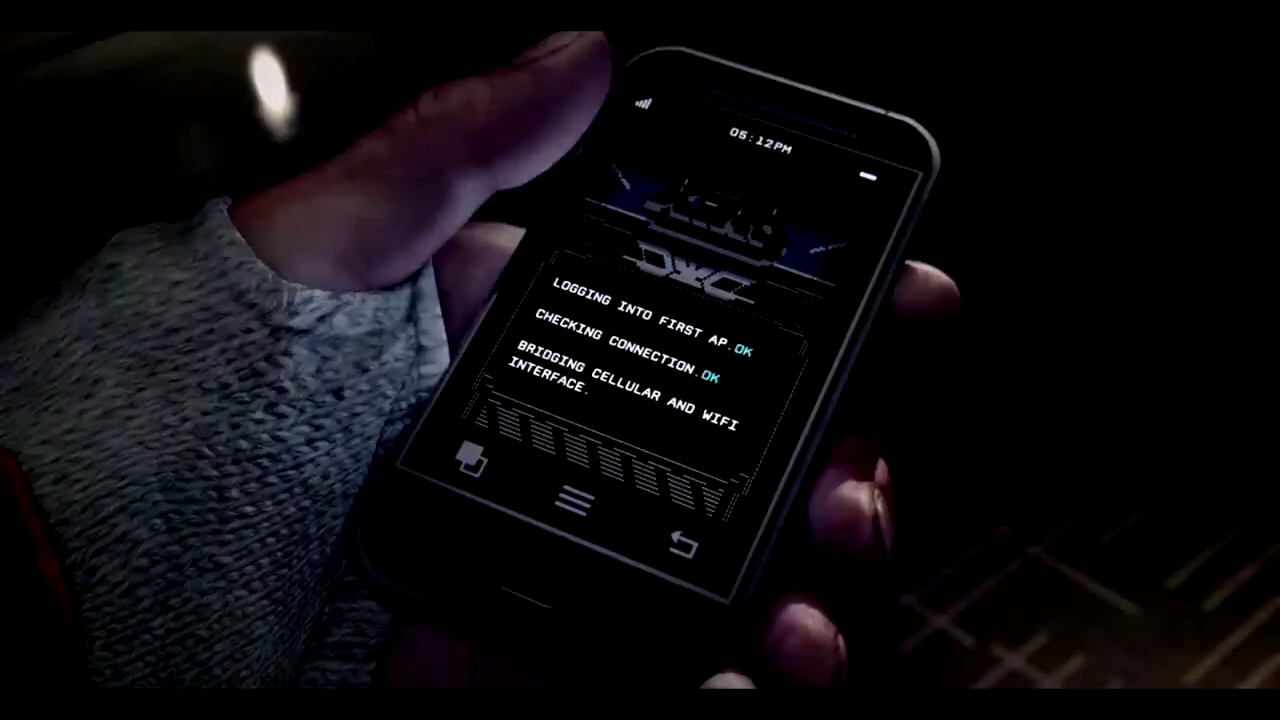 05:12PM
LOGGING INTO FIRST AP.OK
CHECKING CONNECTION.OK
BRIDGING CELLULAR AND WIFI
INTERFACE.